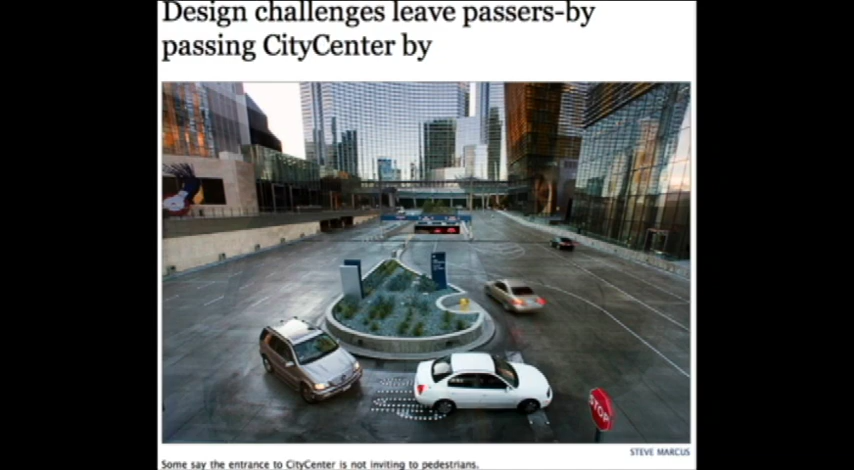 Design challenges leave passers-by
passing CityCenter by
STOP
STEVE MARCUS
Some say the entrance to CityCenter is not inviting to pedestrians.